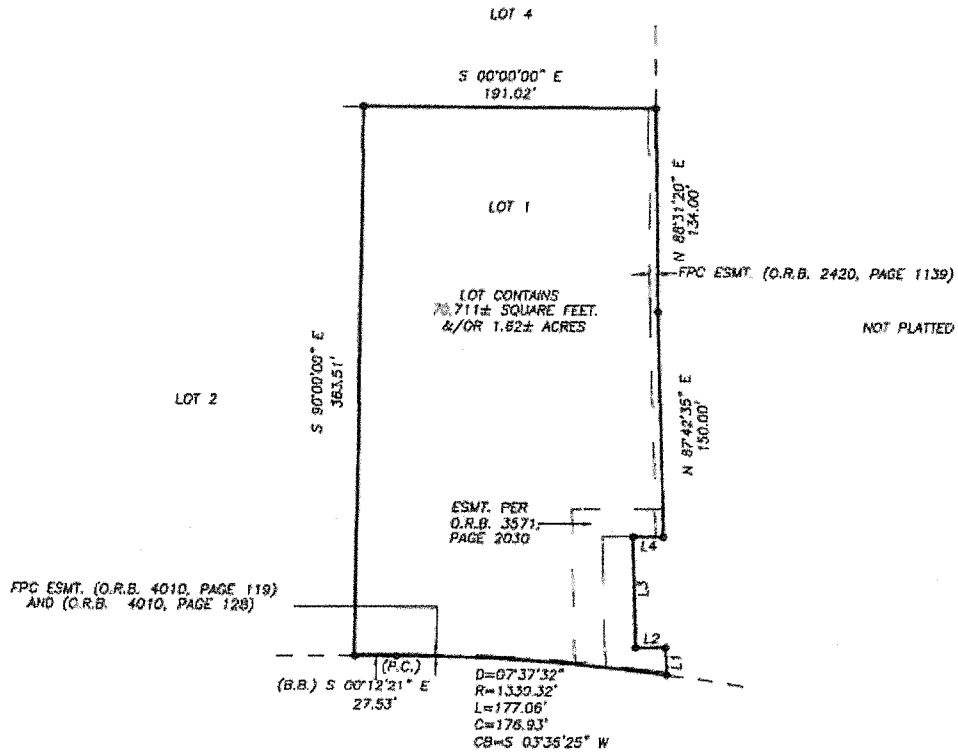 LOT 4
S 00°00'00" E
191.02'
LOT 1
N 88°31'20" E
134.00'
FPC ESMT. (O.R.B. 2420, PAGE 1139)
LOT CONTAINS
70,711± SQUARE FEET.
&/OR 1.62± ACRES
NOT PLATTED
S 90°00'00" E
363.51'
LOT 2
N 87°42'35" E
150.00'
ESMT. PER
O.R.B. 3571,
PAGE 2030
L4
L3
FPC ESMT. (O.R.B. 4010, PAGE 119)
AND (O.R.B. 4010, PAGE 128)
L2
L1
(P.C.)
(B.B.) S 00°12'21" E
27.53'
D=07°37'32"
R=1330.32'
L=177.06'
C=176.93'
CB=S 03°35'25" W